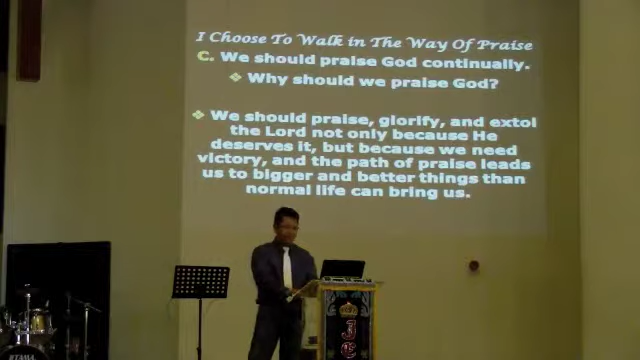 I Choose To Walk in The Way Of Praise
C. We should praise God continually.
❖ Why should we praise God?
❖ We should praise, glorify, and extol
the Lord not only because He
deserves it, but because we need
victory, and the path of praise leads
us to bigger and better things than
normal life can bring us.
TAMA